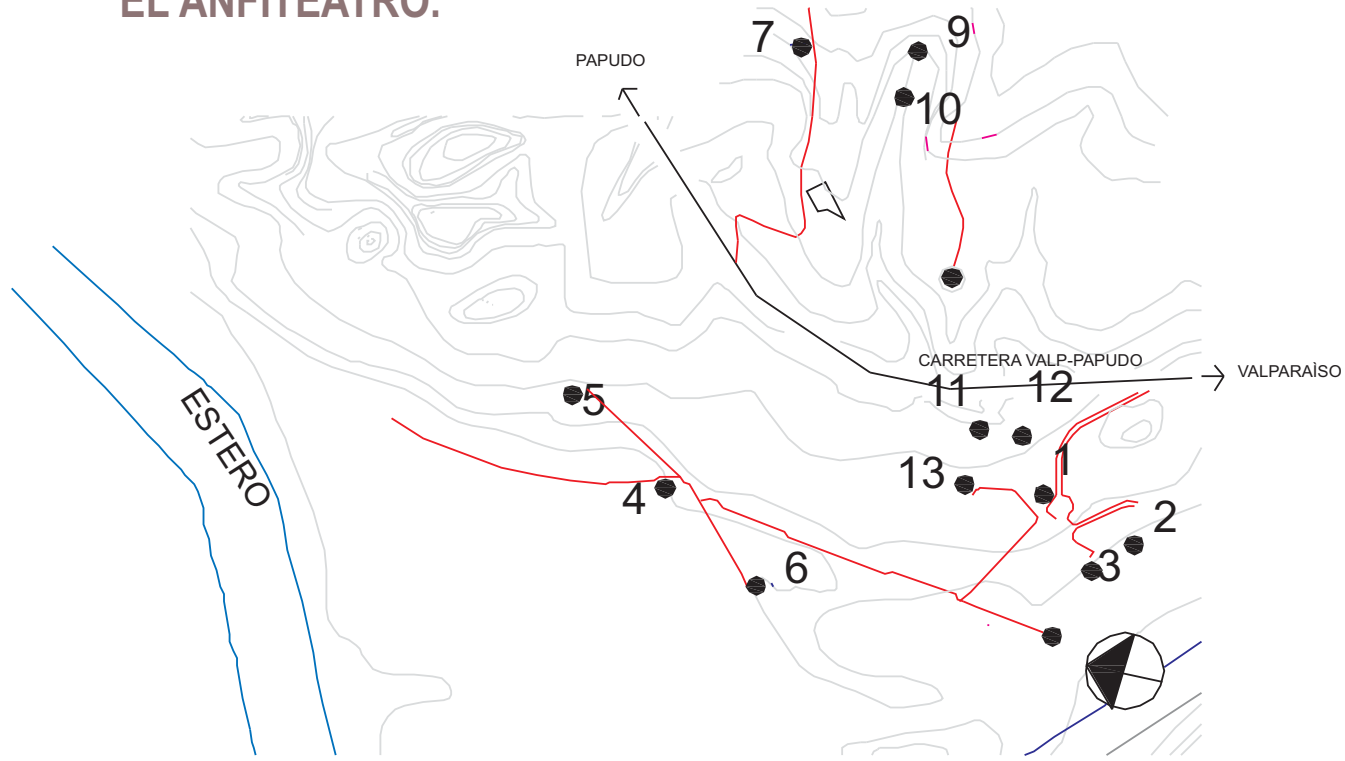 EL ANFITEATRO.
7
9
PAPUDO
10
CARRETERA VALP-PAPUDO
VALPARAÌSO
11
12
5
ESTERO
13
1
4
2
6
3